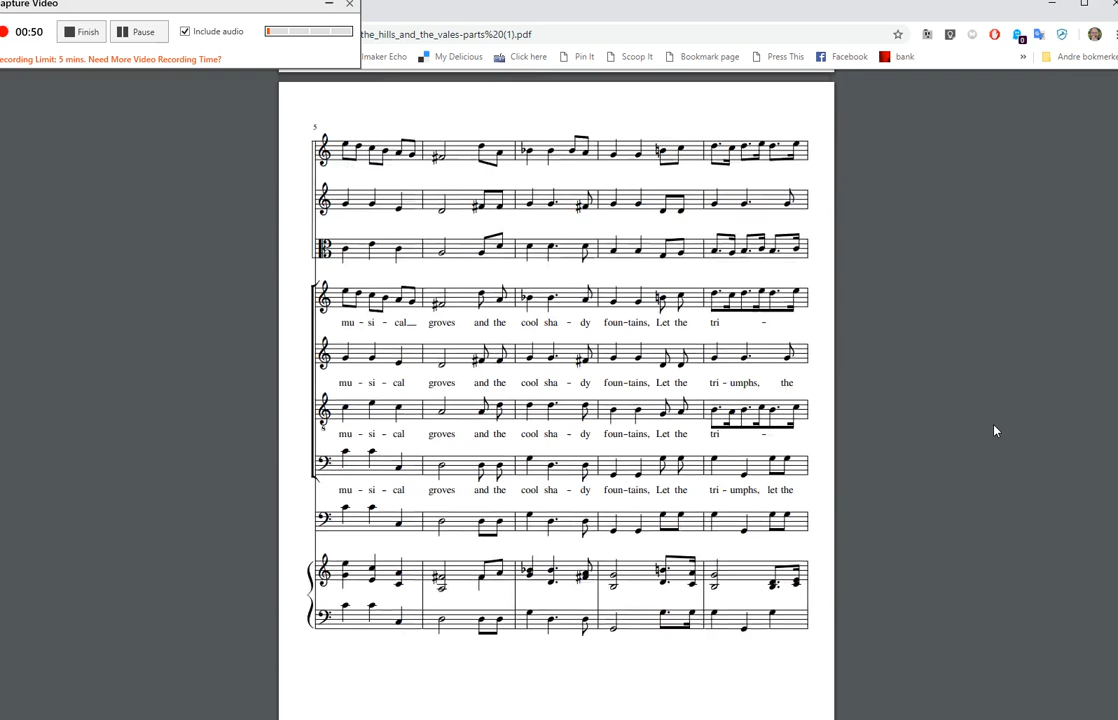 apture Video
00:50 Finish Pause Include audio
ecording Limit: 5 mins. Need More Video Recording Time?
the_hills_and_the_vales-parts%20(1).pdf
lmaker Echo My Delicious Click here Pin It Scoop It Bookmark page Press This Facebook bank » Andre bokmerke
0
5
mu - si - cal groves and the cool sha - dy foun-tains, Let the tri -
mu - si - cal groves and the cool sha - dy foun-tains, Let the tri - umphs, the
8
mu - si - cal groves and the cool sha - dy foun-tains, Let the tri -
mu - si - cal groves and the cool sha - dy foun-tains, Let the tri - umphs, let the